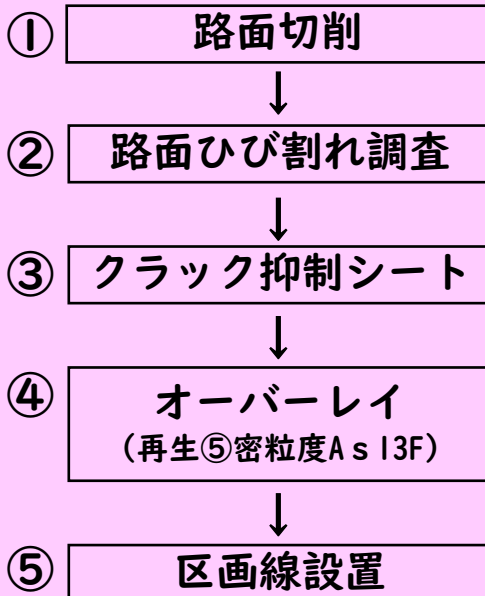 ① 路面切削
↓
② 路面ひび割れ調査
↓
③ クラック抑制シート
↓
④ オーバーレイ
(再生⑤密粒度As13F)
↓
⑤ 区画線設置